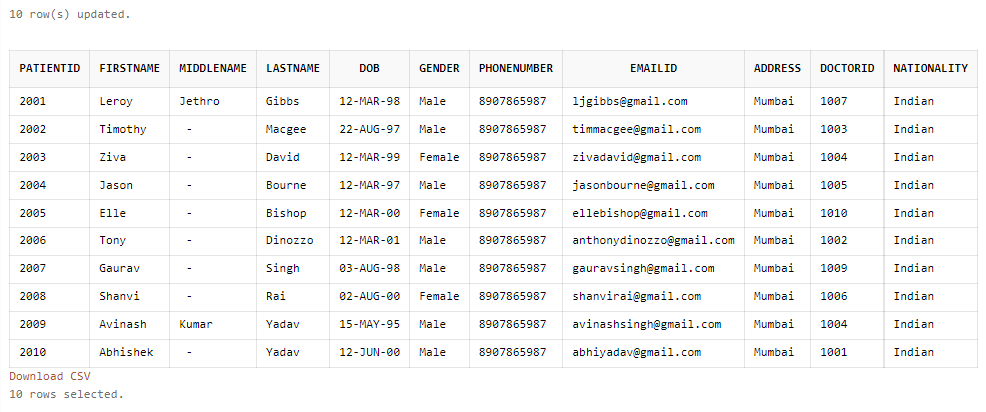 10 row(s) updated.
PATIENTID FIRSTNAME MIDDLENAME LASTNAME DOB GENDER PHONENUMBER EMAILID ADDRESS DOCTORID NATIONALITY
2001 Leroy Jethro Gibbs 12-MAR-98 Male 8907865987 ljgibbs@gmail.com Mumbai 1007 Indian
2002 Timothy - Macgee 22-AUG-97 Male 8907865987 timmacgee@gmail.com Mumbai 1003 Indian
2003 Ziva - David 12-MAR-99 Female 8907865987 zivadavid@gmail.com Mumbai 1004 Indian
2004 Jason - Bourne 12-MAR-97 Male 8907865987 jasonbourne@gmail.com Mumbai 1005 Indian
2005 Elle - Bishop 12-MAR-00 Female 8907865987 ellebishop@gmail.com Mumbai 1010 Indian
2006 Tony - Dinozzo 12-MAR-01 Male 8907865987 anthonydinozzo@gmail.com Mumbai 1002 Indian
2007 Gaurav - Singh 03-AUG-98 Male 8907865987 gauravsingh@gmail.com Mumbai 1009 Indian
2008 Shanvi - Rai 02-AUG-00 Female 8907865987 shanvirai@gmail.com Mumbai 1006 Indian
2009 Avinash Kumar Yadav 15-MAY-95 Male 8907865987 avinashsingh@gmail.com Mumbai 1004 Indian
2010 Abhishek - Yadav 12-JUN-00 Male 8907865987 abhiyadav@gmail.com Mumbai 1001 Indian
Download CSV
10 rows selected.